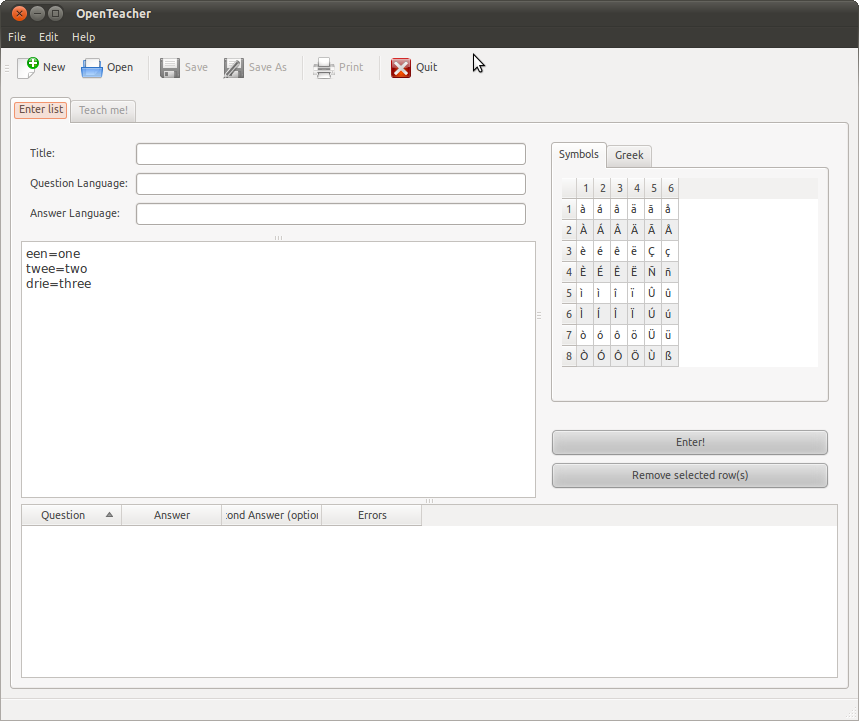 OpenTeacher
File Edit Help
New Open Save Save As Print Quit
Enter list Teach me!
Title:
Question Language:
Answer Language:
een=one
twee=two
drie=three
Symbols Greek
1 2 3 4 5 6
1 à á â ä ã å
2 À Á Â Ä Ã Å
3 è é ê ë Ç ç
4 È É Ê Ë Ñ ñ
5 ì í î ï Û û
6 Ì Í Î Ï Ú ú
7 ò ó ô ö Ü ü
8 Ò Ó Ô Ö Ù ß
Enter!
Remove selected row(s)
Question Answer ond Answer (option Errors